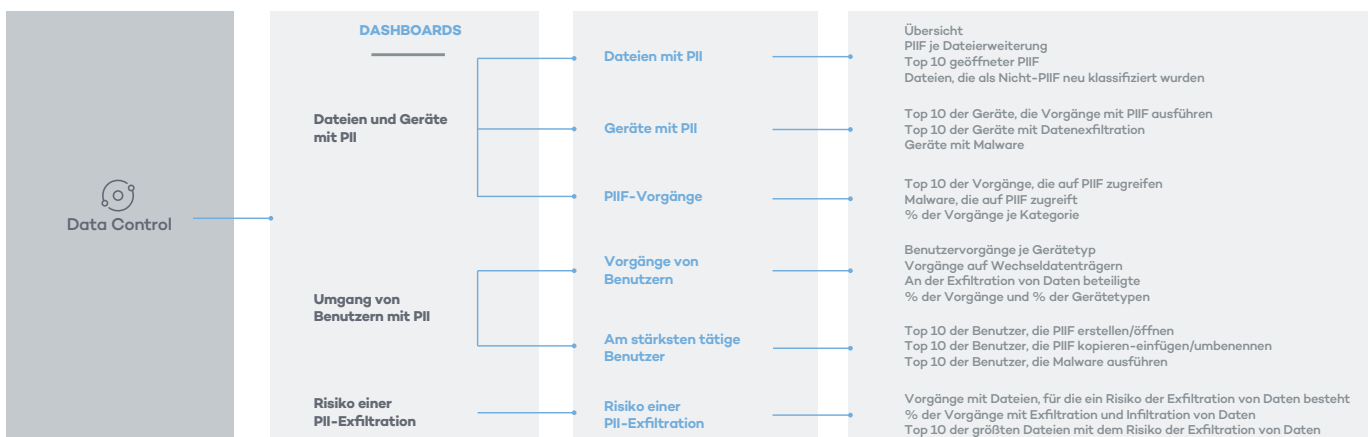 Data Control
DASHBOARDS
Dateien und Geräte
mit PII
Dateien mit PII
Übersicht
PIIF je Dateierweiterung
Top 10 geöffneter PIIF
Dateien, die als Nicht-PIIF neu klassifiziert wurden
Geräte mit PII
Top 10 der Geräte, die Vorgänge mit PIIF ausführen
Top 10 der Geräte mit Datenexfiltration
Geräte mit Malware
PIIF-Vorgänge
Top 10 der Vorgänge, die auf PIIF zugreifen
Malware, die auf PIIF zugreift
% der Vorgänge je Kategorie
Umgang von
Benutzern mit PII
Vorgänge von
Benutzern
Benutzervorgänge je Gerätetyp
Vorgänge auf Wechseldatenträgern
An der Exfiltration von Daten beteiligte
% der Vorgänge und % der Gerätetypen
Am stärksten tätige
Benutzer
Top 10 der Benutzer, die PIIF erstellen/öffnen
Top 10 der Benutzer, die PIIF kopieren-einfügen/umbenennen
Top 10 der Benutzer, die Malware ausführen
Risiko einer
PII-Exfiltration
Risiko einer
PII-Exfiltration
Vorgänge mit Dateien, für die ein Risiko der Exfiltration von Daten besteht
% der Vorgänge mit Exfiltration und Infiltration von Daten
Top 10 der größten Dateien mit dem Risiko der Exfiltration von Daten